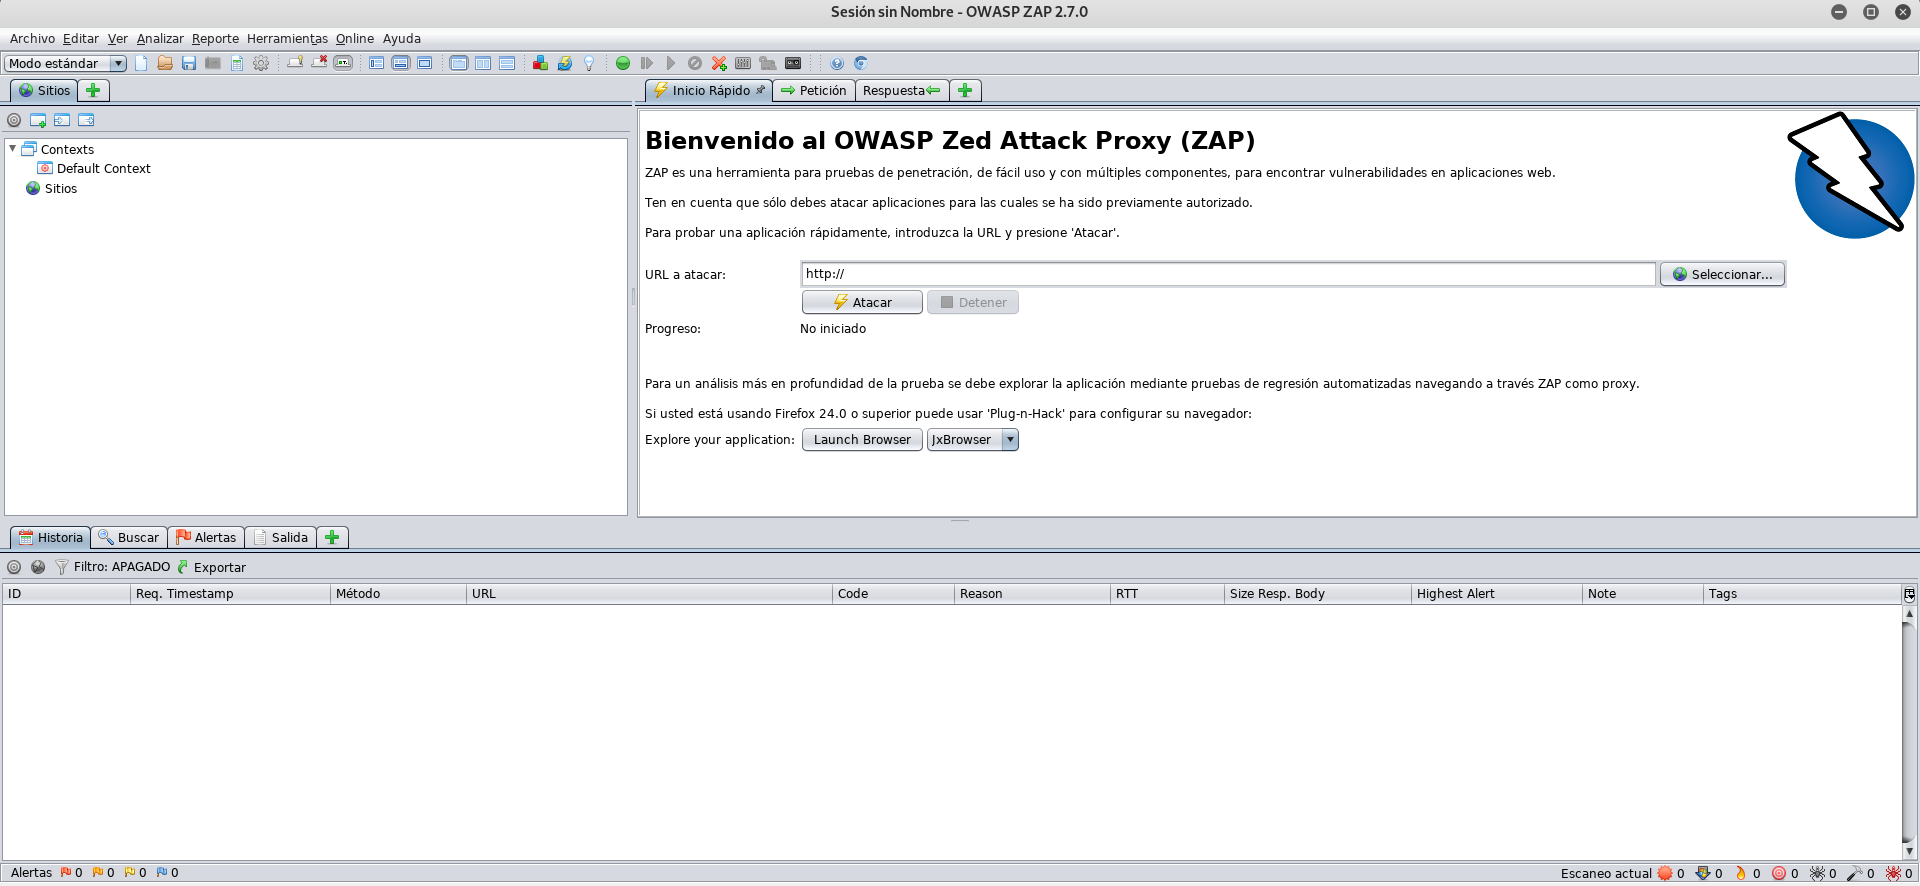 Sesión sin Nombre - OWASP ZAP 2.7.0
Archivo Editar Ver Analizar Reporte Herramientas Online Ayuda
Modo estándar
Sitios
Inicio Rápido Petición Respuesta
Contexts
Default Context
Sitios
Bienvenido al OWASP Zed Attack Proxy (ZAP)
ZAP es una herramienta para pruebas de penetración, de fácil uso y con múltiples componentes, para encontrar vulnerabilidades en aplicaciones web.
Ten en cuenta que sólo debes atacar aplicaciones para las cuales se ha sido previamente autorizado.
Para probar una aplicación rápidamente, introduzca la URL y presione 'Atacar'.
URL a atacar: http:// Seleccionar...
Atacar Detener
Progreso: No iniciado
Para un análisis más en profundidad de la prueba se debe explorar la aplicación mediante pruebas de regresión automatizadas navegando a través ZAP como proxy.
Si usted está usando Firefox 24.0 o superior puede usar 'Plug-n-Hack' para configurar su navegador:
Explore your application: Launch Browser JxBrowser
Historia Buscar Alertas Salida
Filtro: APAGADO Exportar
ID Req. Timestamp Método URL Code Reason RTT Size Resp. Body Highest Alert Note Tags
Alertas 0 0 0 0 Escaneo actual 0 0 0 0 0 0 0